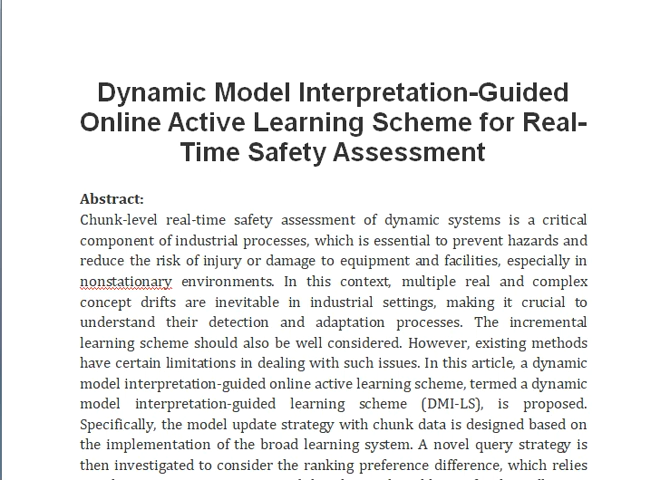 Dynamic Model Interpretation-Guided
Online Active Learning Scheme for Real-
Time Safety Assessment
Abstract:
Chunk-level real-time safety assessment of dynamic systems is a critical
component of industrial processes, which is essential to prevent hazards and
reduce the risk of injury or damage to equipment and facilities, especially in
nonstationary environments. In this context, multiple real and complex
concept drifts are inevitable in industrial settings, making it crucial to
understand their detection and adaptation processes. The incremental
learning scheme should also be well considered. However, existing methods
have certain limitations in dealing with such issues. In this article, a dynamic
model interpretation-guided online active learning scheme, termed a dynamic
model interpretation-guided learning scheme (DMI-LS), is proposed.
Specifically, the model update strategy with chunk data is designed based on
the implementation of the broad learning system. A novel query strategy is
then investigated to consider the ranking preference difference, which relies